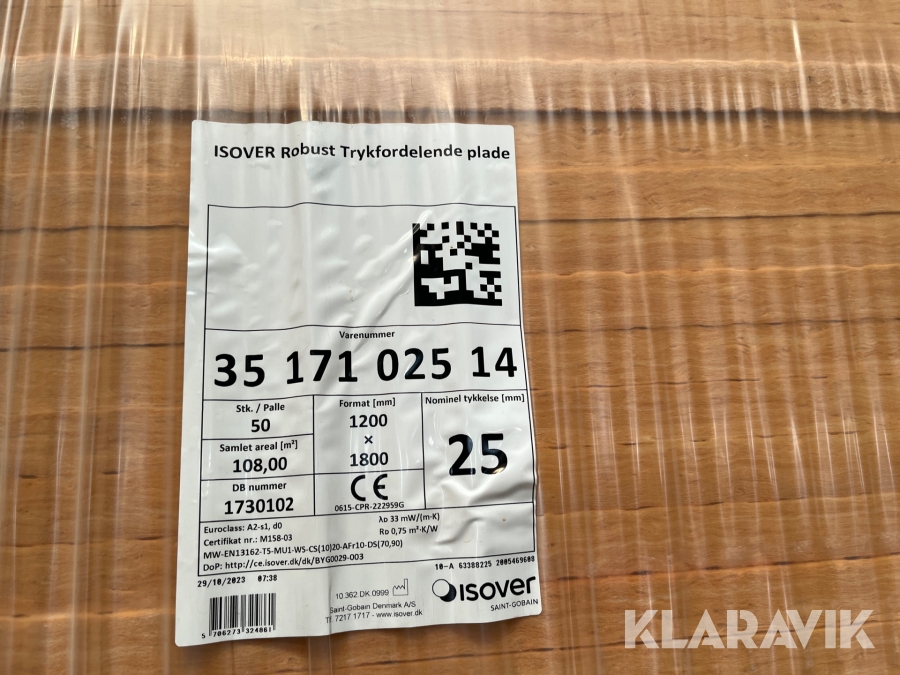 ISOVER Robust Trykfordelende plade
Varenummer
35 171 025 14
Stk. / Palle
50
Samlet areal [m²]
108,00
DB nummer
1730102
Format [mm]
1200
×
1800
CE
0615-CPR-222959G
Nominel tykkelse [mm]
25
Euroclass: A2-s1, d0
Certifikat nr.: M158-03
λD 33 mW/(m·K)
RD 0,75 m²·K/W
MW-EN13162-T5-MU1-WS-CS(10)20-AFr10-DS(70,90)
DoP: http://ce.isover.dk/dk/BYG0029-003
10-A 63388225 2005469608
29/10/2023 07:38
10.362.DK 0999
Saint-Gobain Denmark A/S
Tlf. 7217 1717 - www.isover.dk
isover
SAINT-GOBAIN
5 706273 324861
KLARAVIK